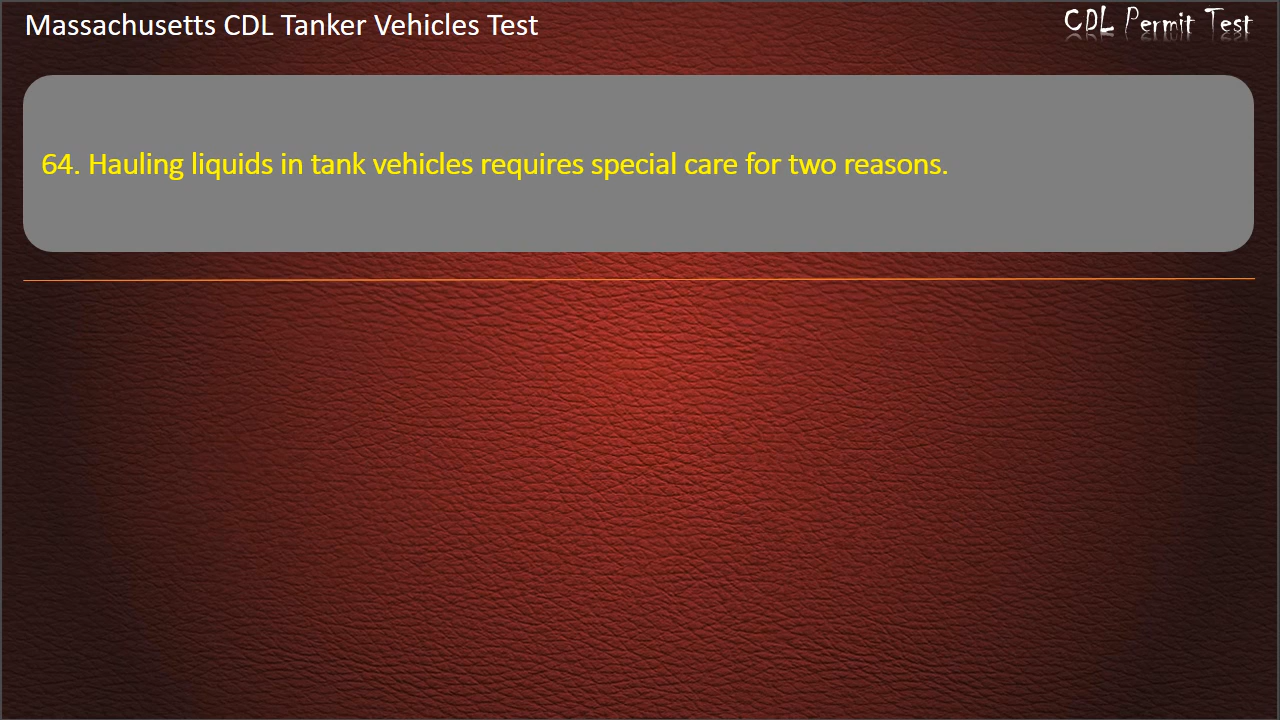 Massachusetts CDL Tanker Vehicles Test
CDL Permit Test
64. Hauling liquids in tank vehicles requires special care for two reasons.